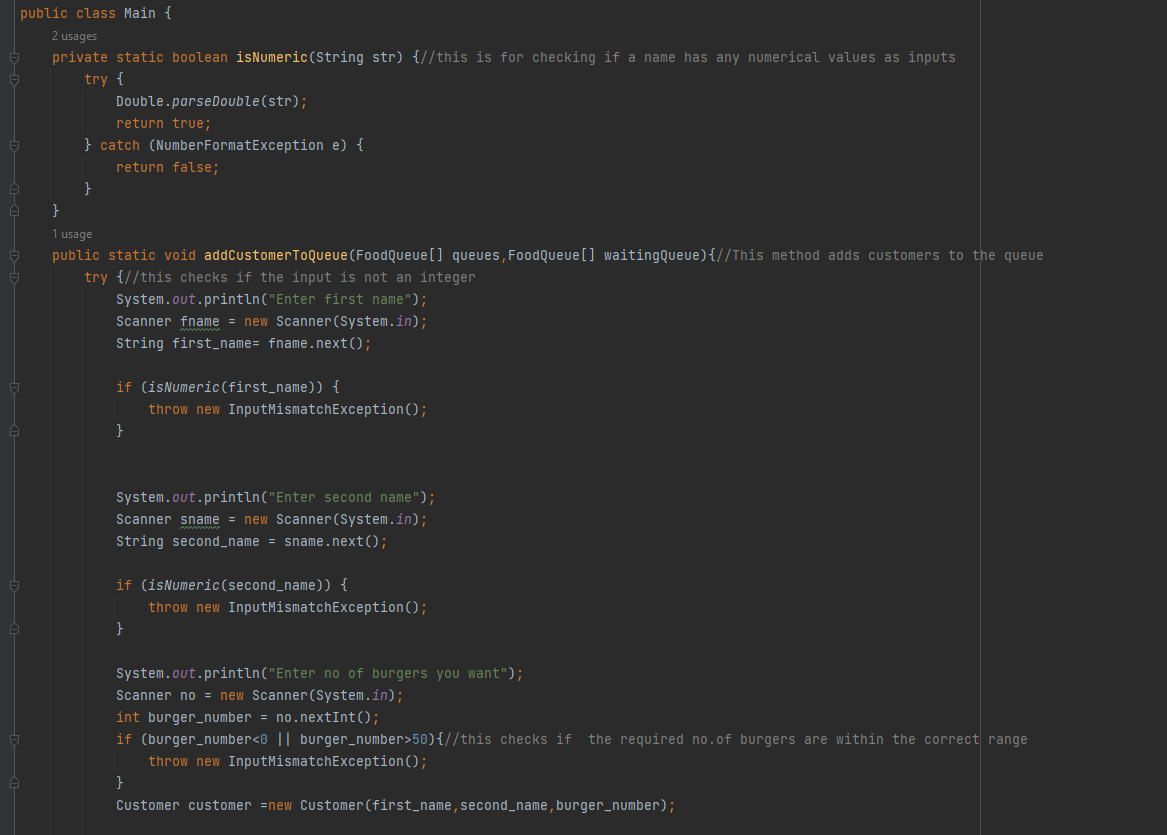 public class Main {
2 usages
private static boolean isNumeric(String str) {//this is for checking if a name has any numerical values as inputs
try {
Double.parseDouble(str);
return true;
} catch (NumberFormatException e) {
return false;
}
}
1 usage
public static void addCustomerToQueue(FoodQueue[] queues,FoodQueue[] waitingQueue){//This method adds customers to the queue
try {//this checks if the input is not an integer
System.out.println("Enter first name");
Scanner fname = new Scanner(System.in);
String first_name= fname.next();
if (isNumeric(first_name)) {
throw new InputMismatchException();
}
System.out.println("Enter second name");
Scanner sname = new Scanner(System.in);
String second_name = sname.next();
if (isNumeric(second_name)) {
throw new InputMismatchException();
}
System.out.println("Enter no of burgers you want");
Scanner no = new Scanner(System.in);
int burger_number = no.nextInt();
if (burger_number<0 || burger_number>50){//this checks if  the required no.of burgers are within the correct range
throw new InputMismatchException();
}
Customer customer =new Customer(first_name,second_name,burger_number);